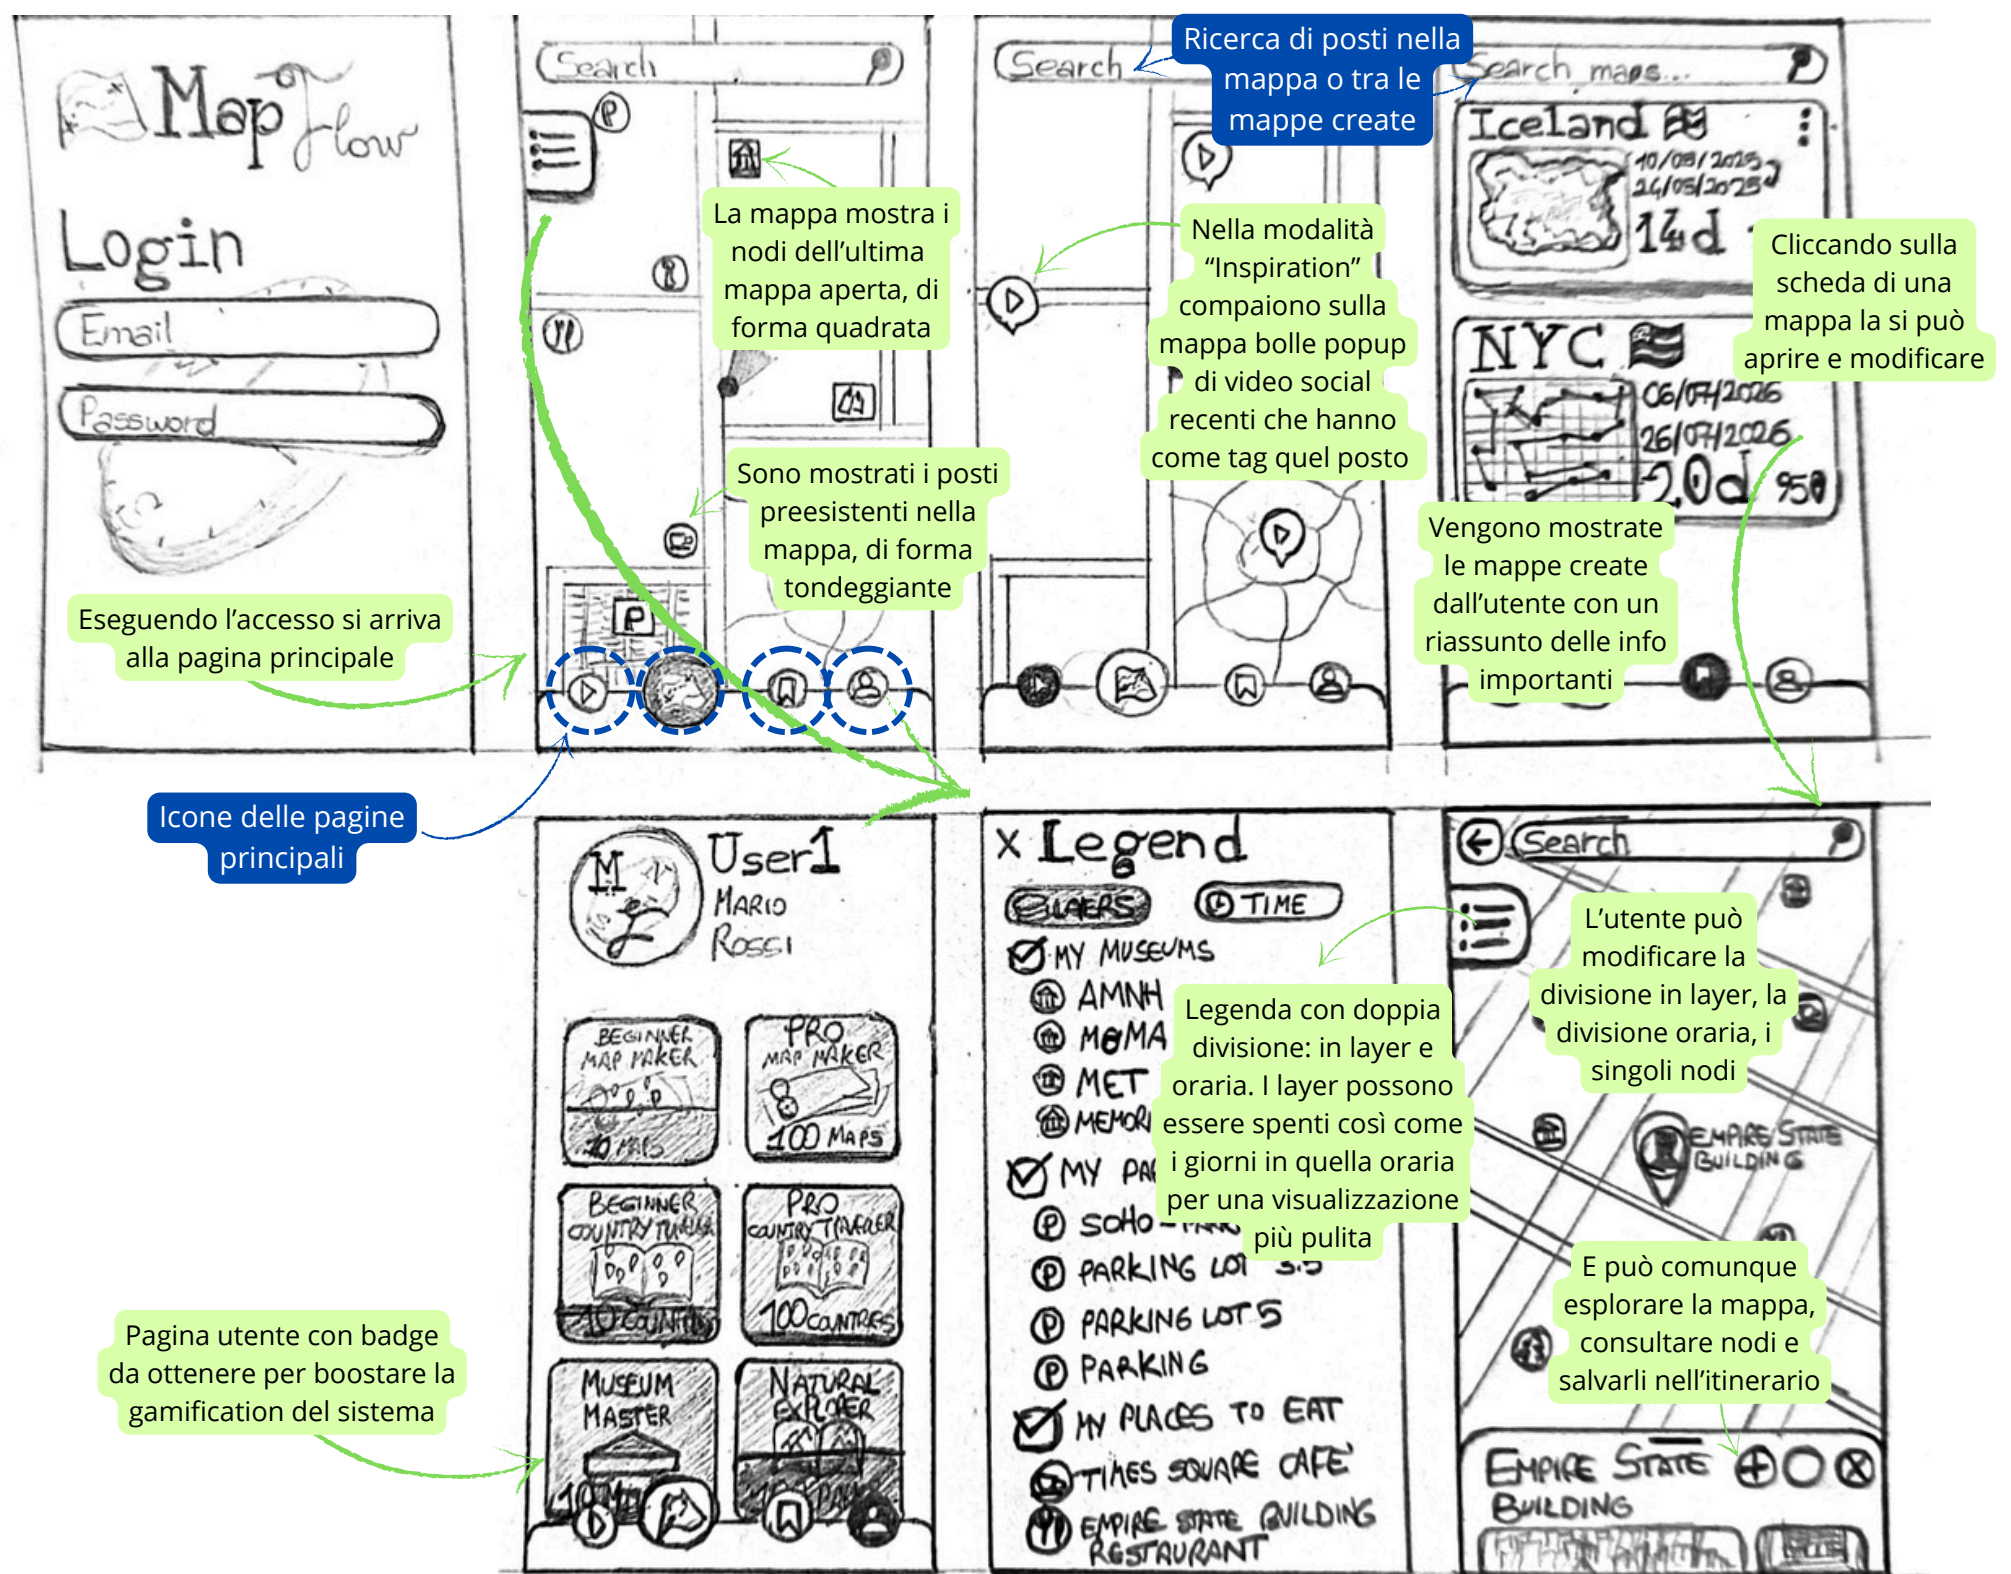 Map Flow
Login
Email
Password
Eseguendo l'accesso si arriva
alla pagina principale
Search
P
La mappa mostra i
nodi dell'ultima
mappa aperta, di
forma quadrata
Sono mostrati i posti
preesistenti nella
mappa, di forma
tondeggiante
P
Icone delle pagine
principali
Search
Ricerca di posti nella
mappa o tra le
mappe create
Nella modalità
“Inspiration”
compaiono sulla
mappa bolle popup
di video social
recenti che hanno
come tag quel posto
Search maps...
Iceland
10/05/2025
24/05/2025
14d
NYC
06/07/2026
26/07/2026
20d
Cliccando sulla
scheda di una
mappa la si può
aprire e modificare
Vengono mostrate
le mappe create
dall'utente con un
riassunto delle info
importanti
User1
MARIO
ROSSI
BEGINNER
MAP MAKER
10 MAPS
PRO
MAP MAKER
100 MAPS
BEGINNER
COUNTRY TRAVELER
PRO
COUNTRY TRAVELER
100 COUNTRES
MUSEUM
MASTER
NATURAL
EXPLORER
Pagina utente con badge
da ottenere per boostare la
gamification del sistema
X Legend
LAYERS
TIME
MY MUSEUMS
AMNH
MOMA
MET
MY
SOHO
P PARKING LOT 3.5
P PARKING LOT 5
P PARKING
MY PLACES TO EAT
TIMES SQUARE CAFE'
EMPIRE STATE BUILDING
RESTAURANT
Legenda con doppia
divisione: in layer e
oraria. I layer possono
essere spenti così come
i giorni in quella oraria
per una visualizzazione
più pulita
Search
L'utente può
modificare la
divisione in layer, la
divisione oraria, i
singoli nodi
EMPIRE STATE
BUILDING
E può comunque
esplorare la mappa,
consultare nodi e
salvarli nell'itinerario
EMPIRE STATE
BUILDING